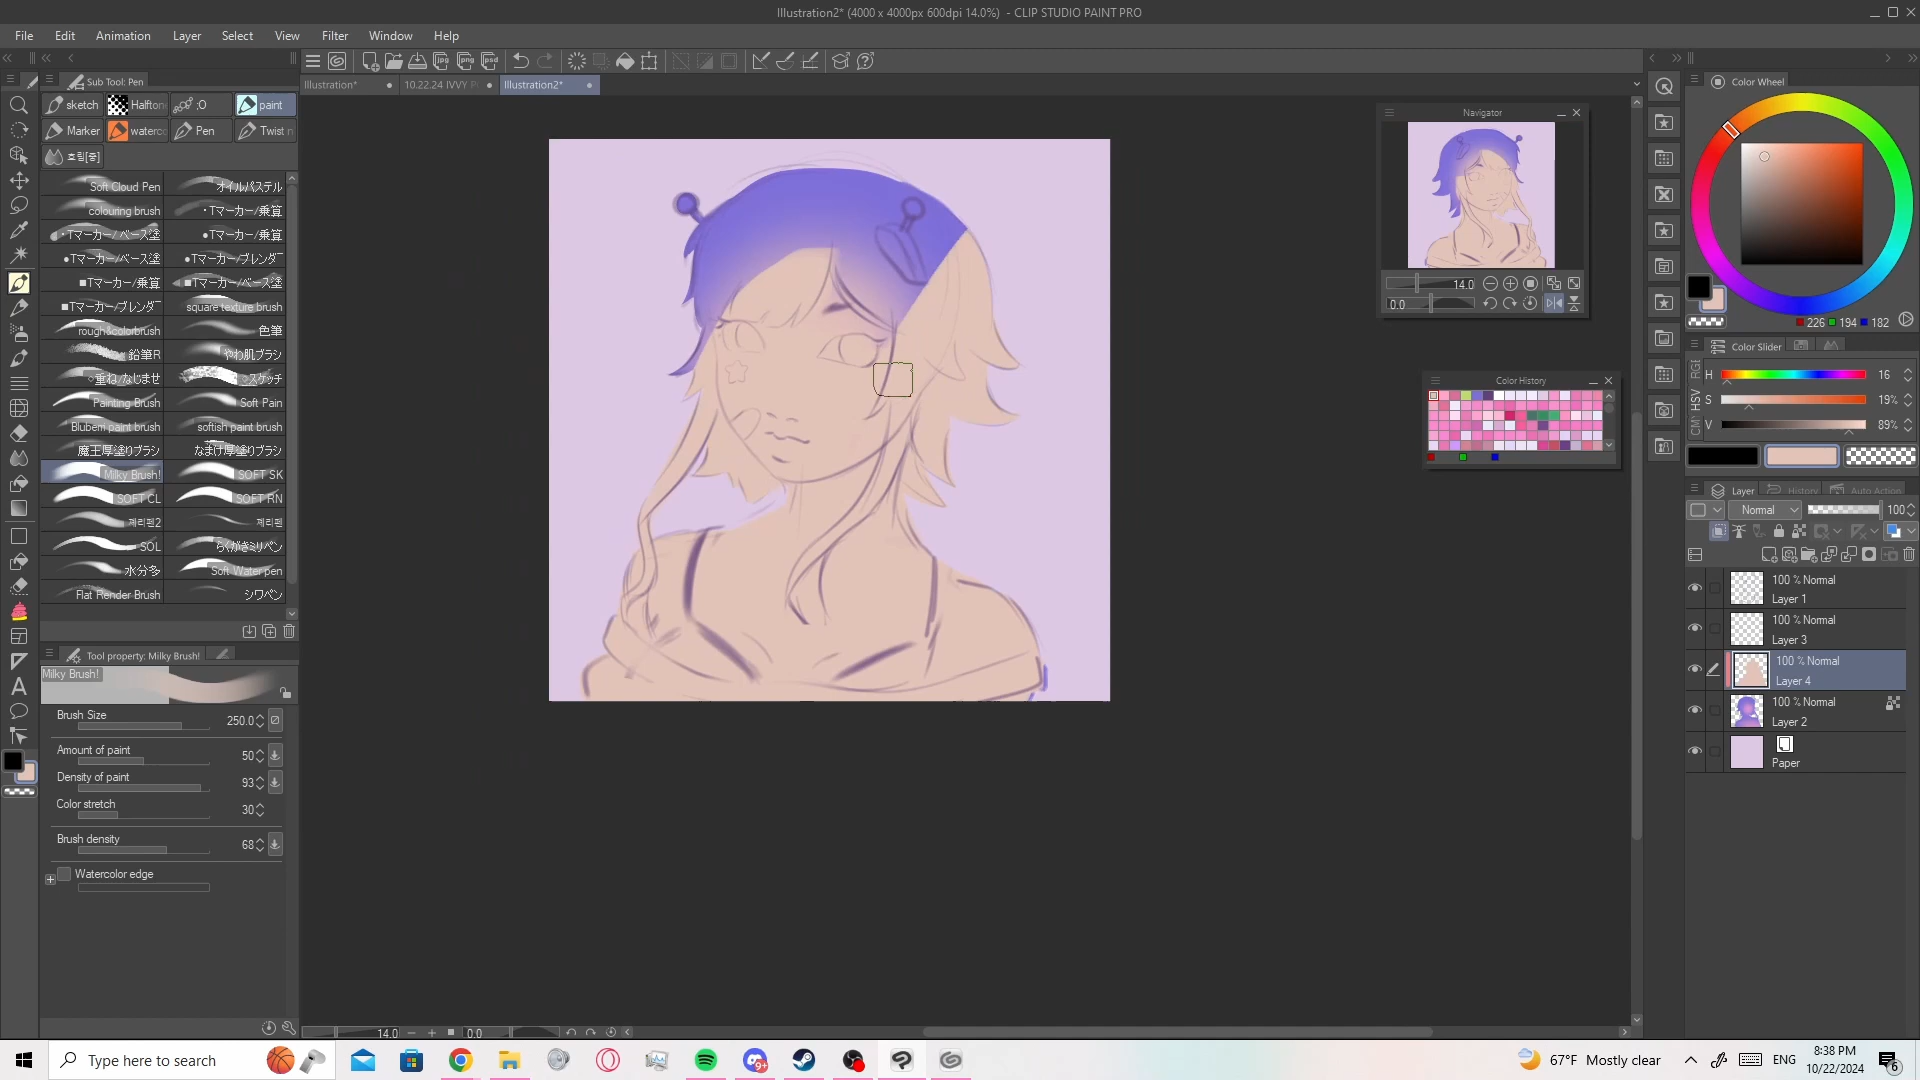 Illustration2* (4000 x 4000px 600dpi 14.0%) - CLIP STUDIO PAINT PRO
File Edit Animation Layer Select View Filter Window Help
Sub Tool: Pen
Illustration* 10.22.24 IVVY Illustration2*
sketch Halfton ;O paint
Marker waterco Pen Twist n
흐림[중]
Soft Cloud Pen オイルパステル
colouring brush ・Tマーカー/乗算
・Tマーカー/ベース塗 ●Tマーカー/乗算
●Tマーカー/ベース塗 ●Tマーカー/ブレンダー
■Tマーカー/乗算 ■Tマーカー/ベース塗
■Tマーカー/ブレンダー square texture brush
rough&colorbrush 色筆
鉛筆R やわ肌ブラシ
◇重ね/なじませ ◇スケッチ
Painting Brush Soft Pain
Blubem paint brush softish paint brush
魔王厚塗りブラシ なまけ厚塗りブラシ
Milky Brush! SOFT SK
SOFT CL SOFT RN
제리펜2 제리펜
SOL らくがきミリペン
水分多 Soft Water pen
Flat Render Brush シワペン
Tool property: Milky Brush!
Milky Brush!
Brush Size 250.0
Amount of paint 50
Density of paint 93
Color stretch 30
Brush density 68
Watercolor edge
14.0 0.0
Navigator
14.0
0.0
Color History
Color Wheel
226 194 182
Color Slider
RGB HSV CM
H 16
S 19%
V 89%
Layer History Auto Action
Normal 100
100 % Normal
Layer 1
100 % Normal
Layer 3
100 % Normal
Layer 4
100 % Normal
Layer 2
Paper
Type here to search
9+
67°F Mostly clear
ENG
8:38 PM
10/22/2024
6